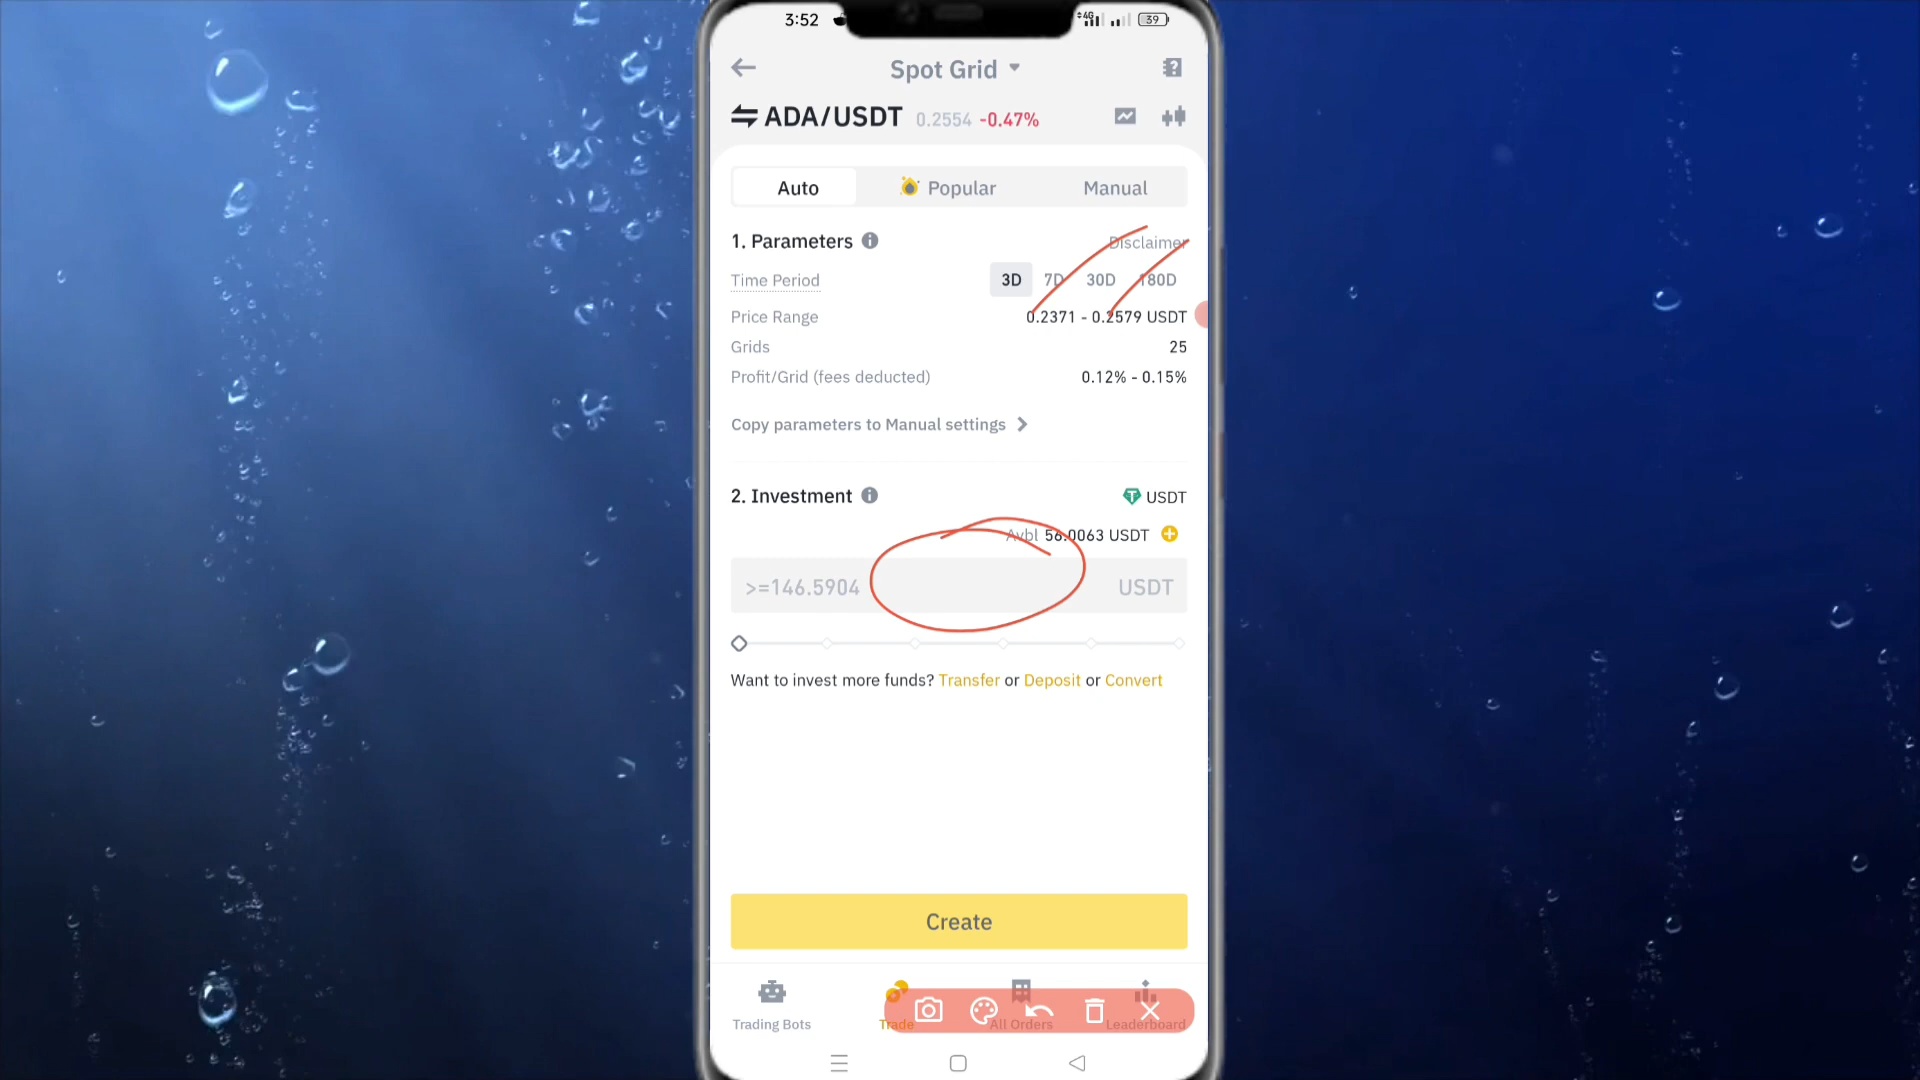 3:52 4G 39
Spot Grid
ADA/USDT 0.2554 -0.47%
Auto Popular Manual
1. Parameters Disclaimer
Time Period 3D 7D 30D 180D
Price Range 0.2371 - 0.2579 USDT
Grids 25
Profit/Grid (fees deducted) 0.12% - 0.15%
Copy parameters to Manual settings
2. Investment USDT
Avbl 56.0063 USDT
>=146.5904 USDT
Want to invest more funds? Transfer or Deposit or Convert
Create
Trading Bots Trade All Orders Leaderboard